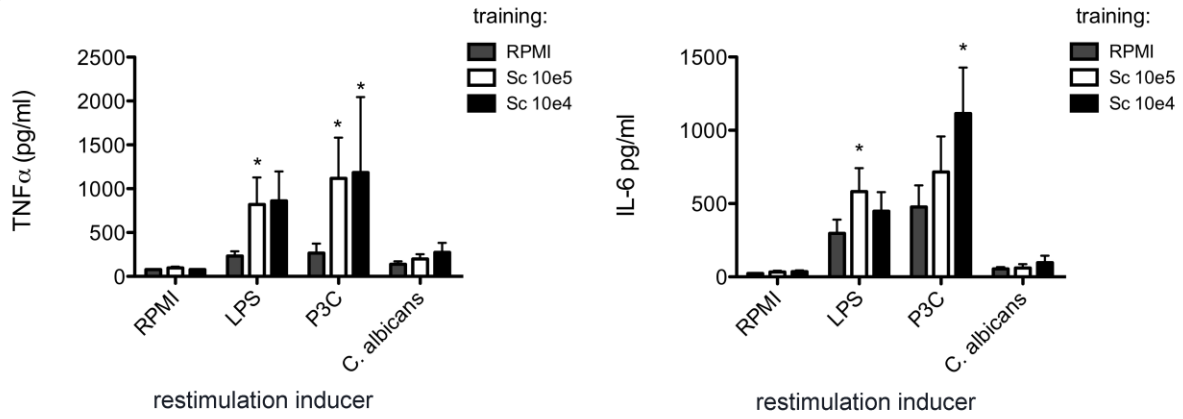 training:
RPMI
Sc 10e5
Sc 10e4
2500
2000
1500
1000
500
0
TNFα (pg/ml)
*
*
*
RPMI
LPS
P3C
C. albicans
restimulation inducer
training:
RPMI
Sc 10e5
Sc 10e4
1500
1000
500
0
IL-6 pg/ml
*
*
RPMI
LPS
P3C
C. albicans
restimulation inducer